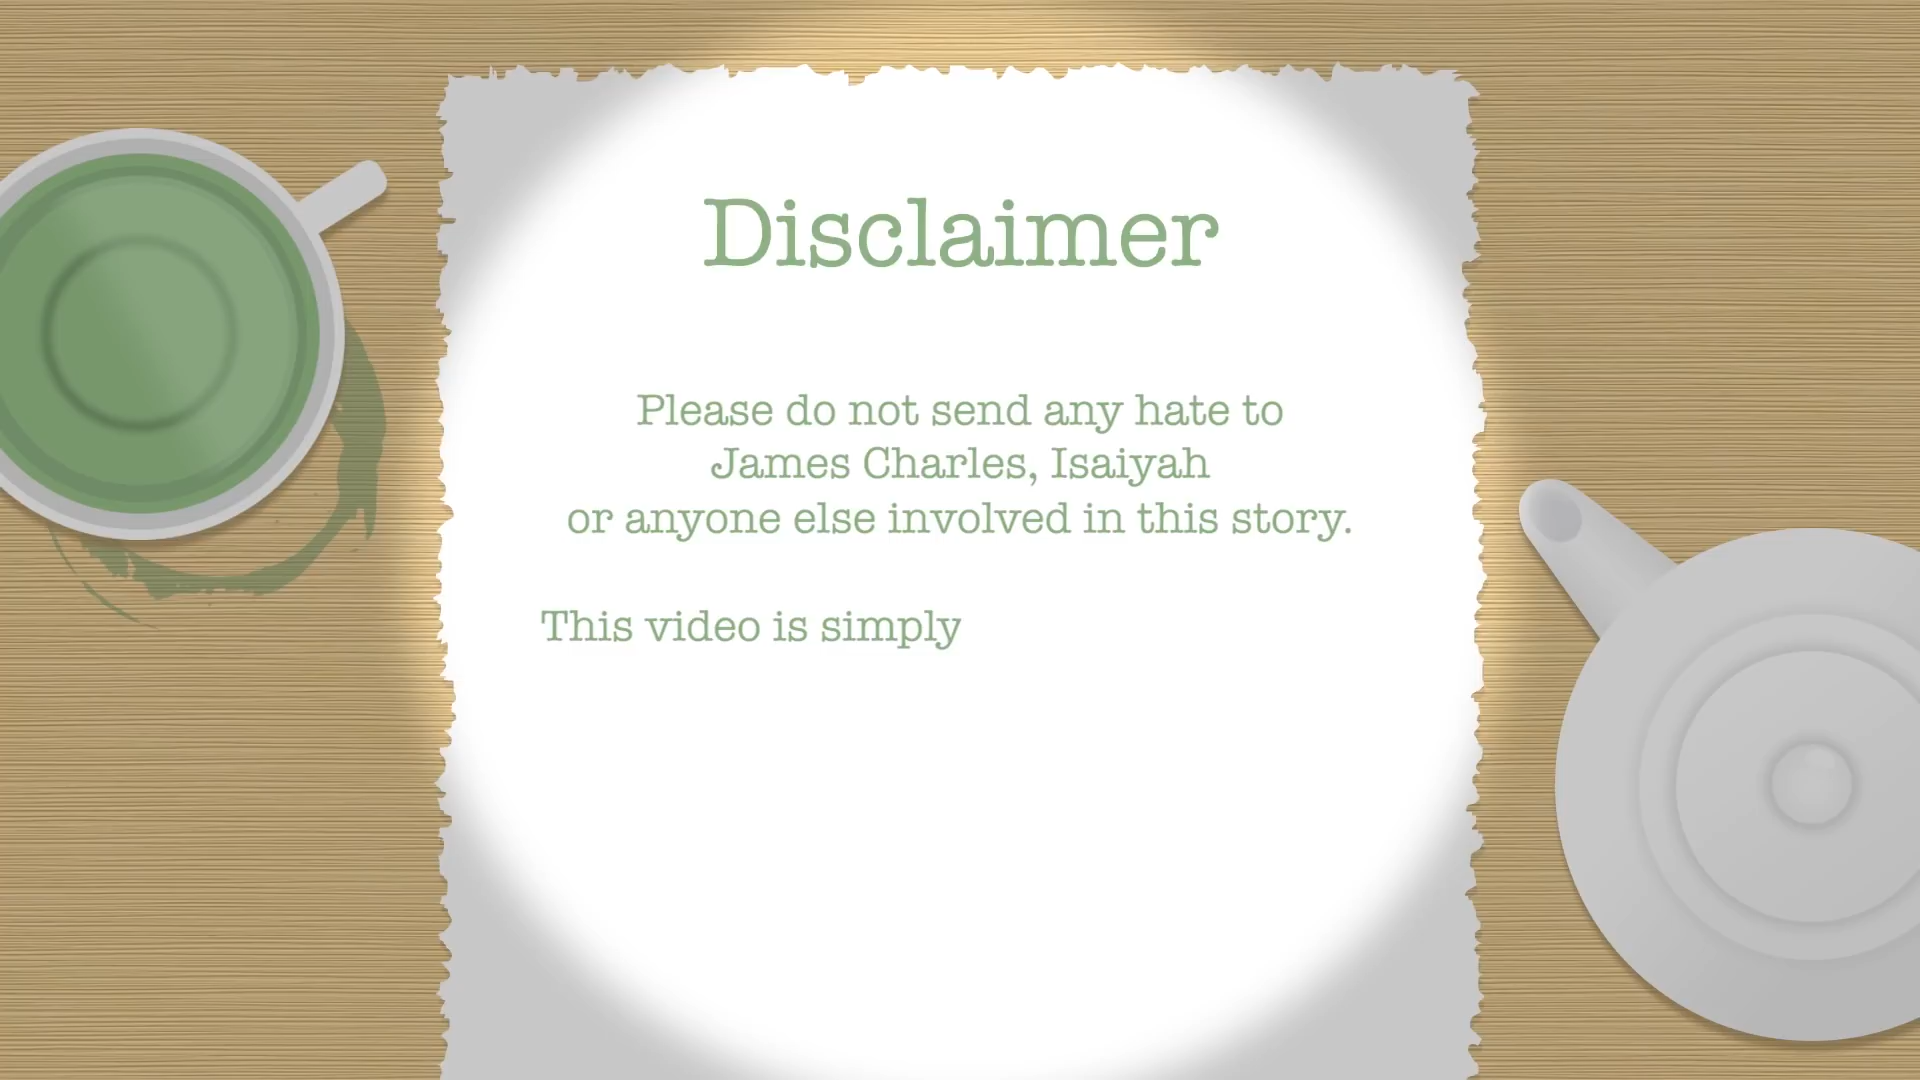 Disclaimer
Please do not send any hate to
James Charles, Isaiyah
or anyone else involved in this story.
This video is simply